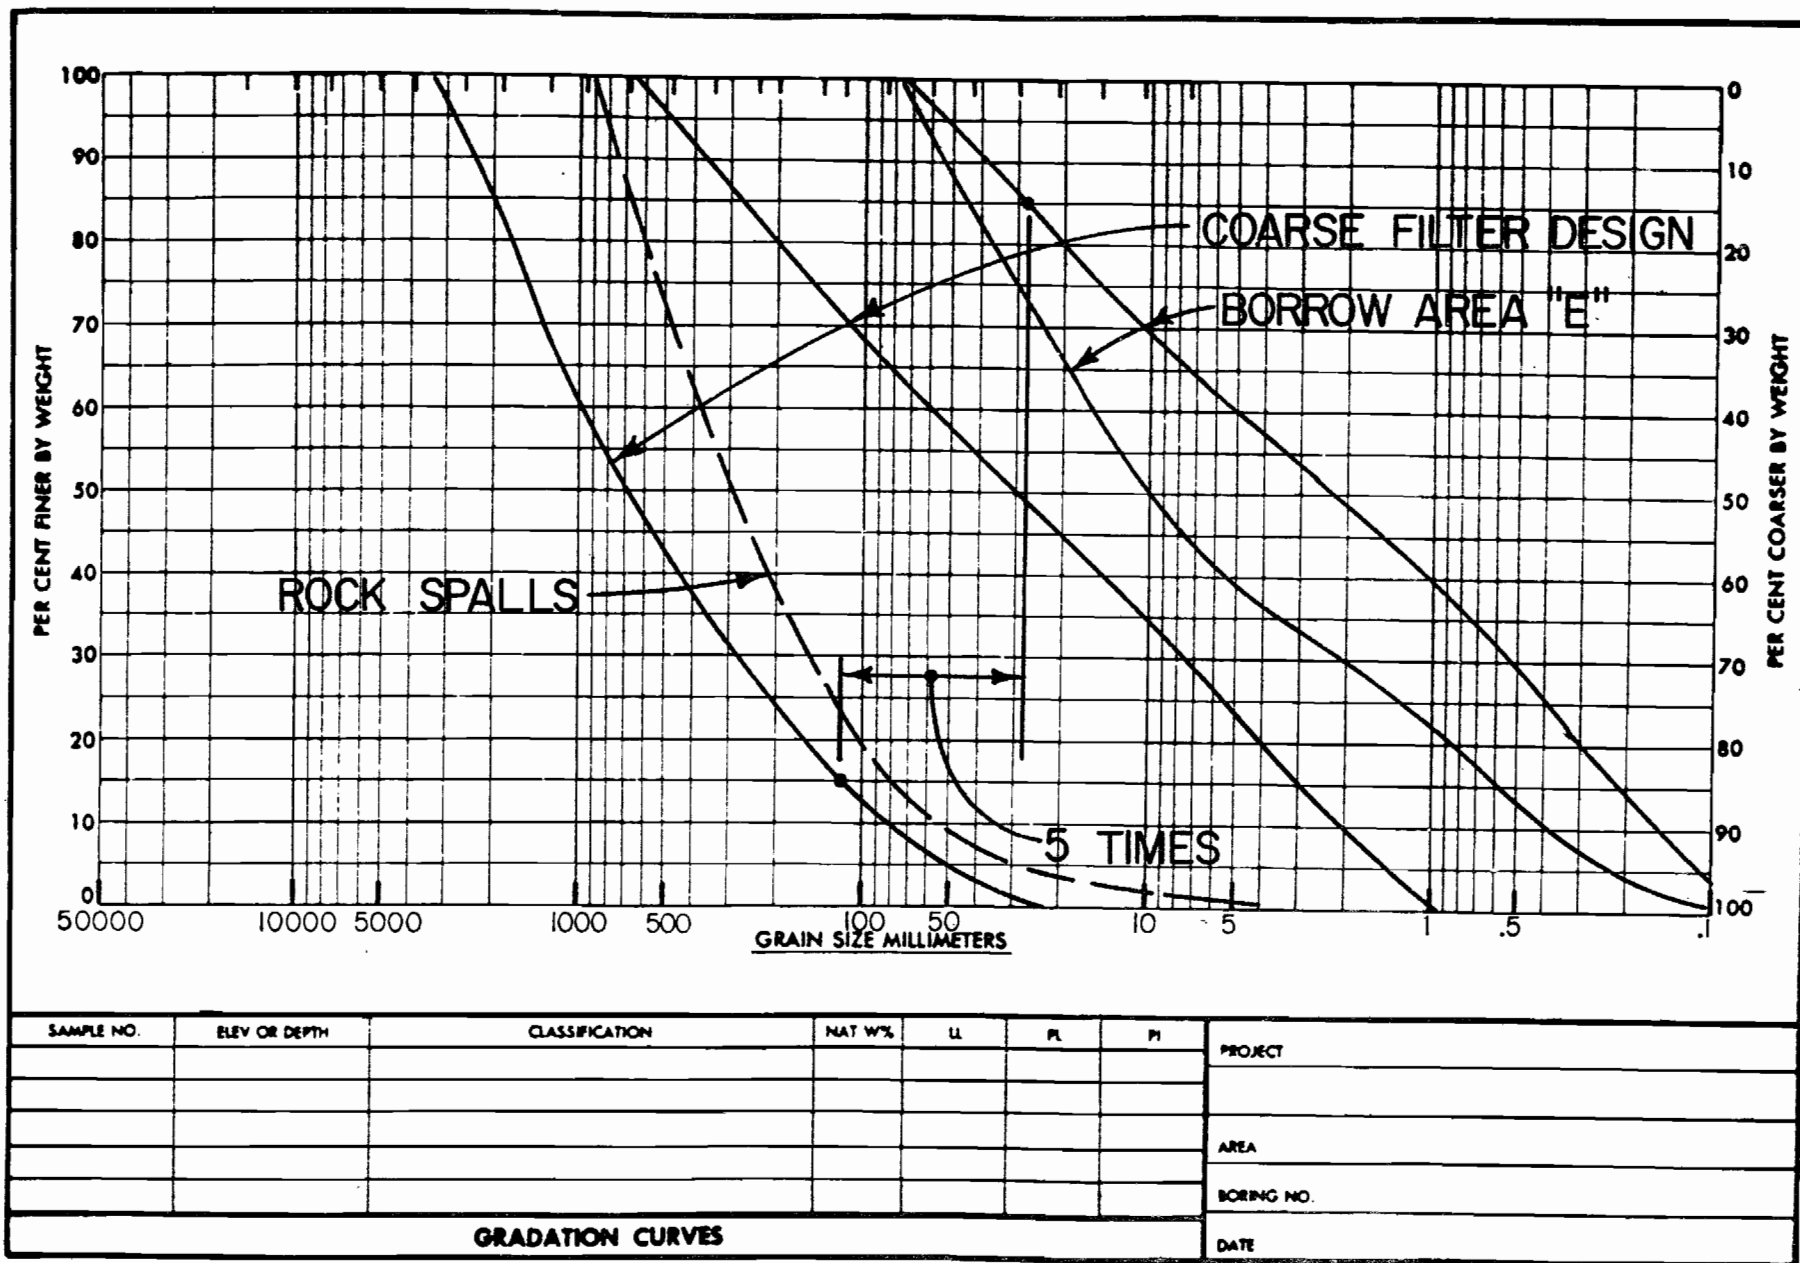 PER CENT FINER BY WEIGHT
100
90
80
70
60
50
40
30
20
10
0
0
10
20
30
40
50
60
70
80
90
100
PER CENT COARSER BY WEIGHT
COARSE FILTER DESIGN
BORROW AREA "E"
ROCK SPALLS
5 TIMES
50000 10000 5000 1000 500 100 50 10 5 1 .5 .1
GRAIN SIZE MILLIMETERS
SAMPLE NO. ELEV OR DEPTH CLASSIFICATION NAT W% LL PL PI
PROJECT
AREA
BORING NO.
GRADATION CURVES
DATE